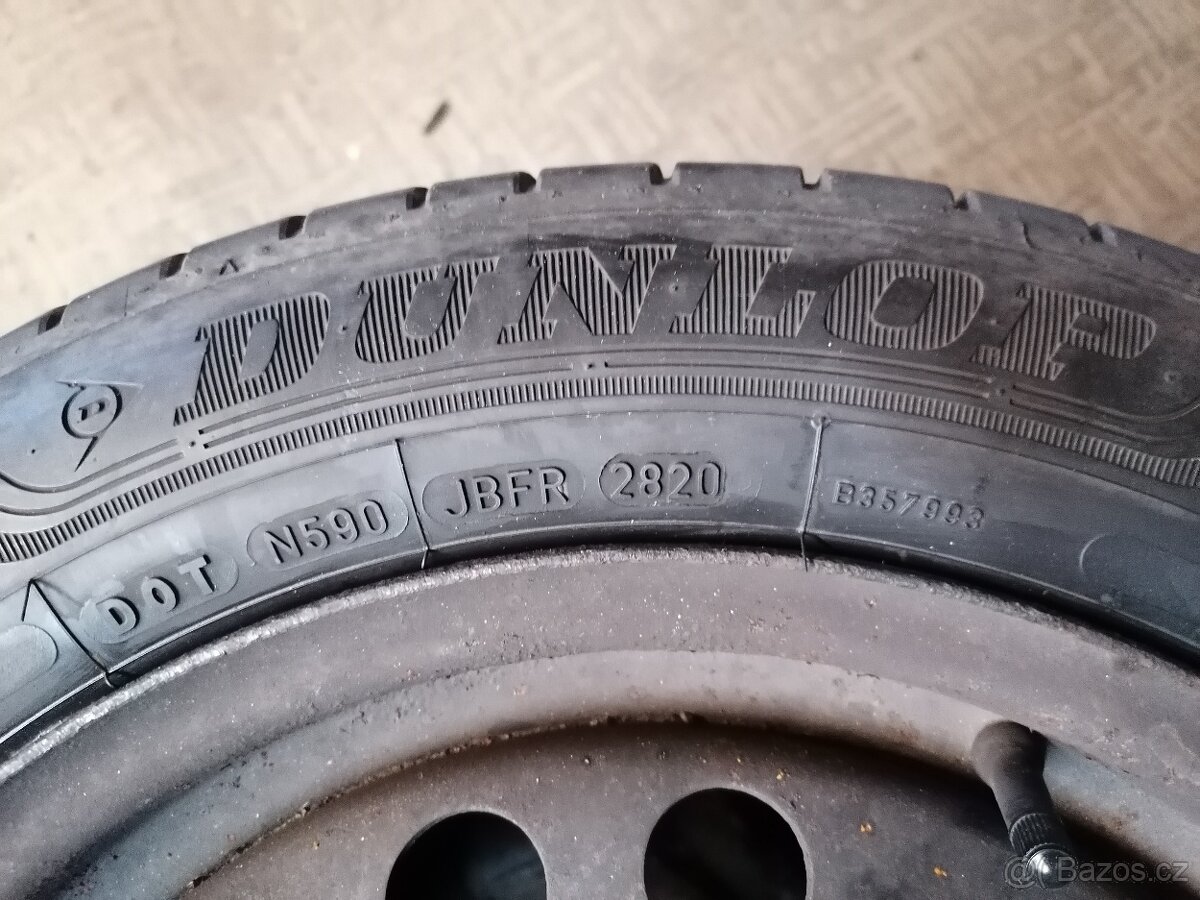 DUNLOP
D
DOT N590 JBFR 2820 B357993
Bazos.cz